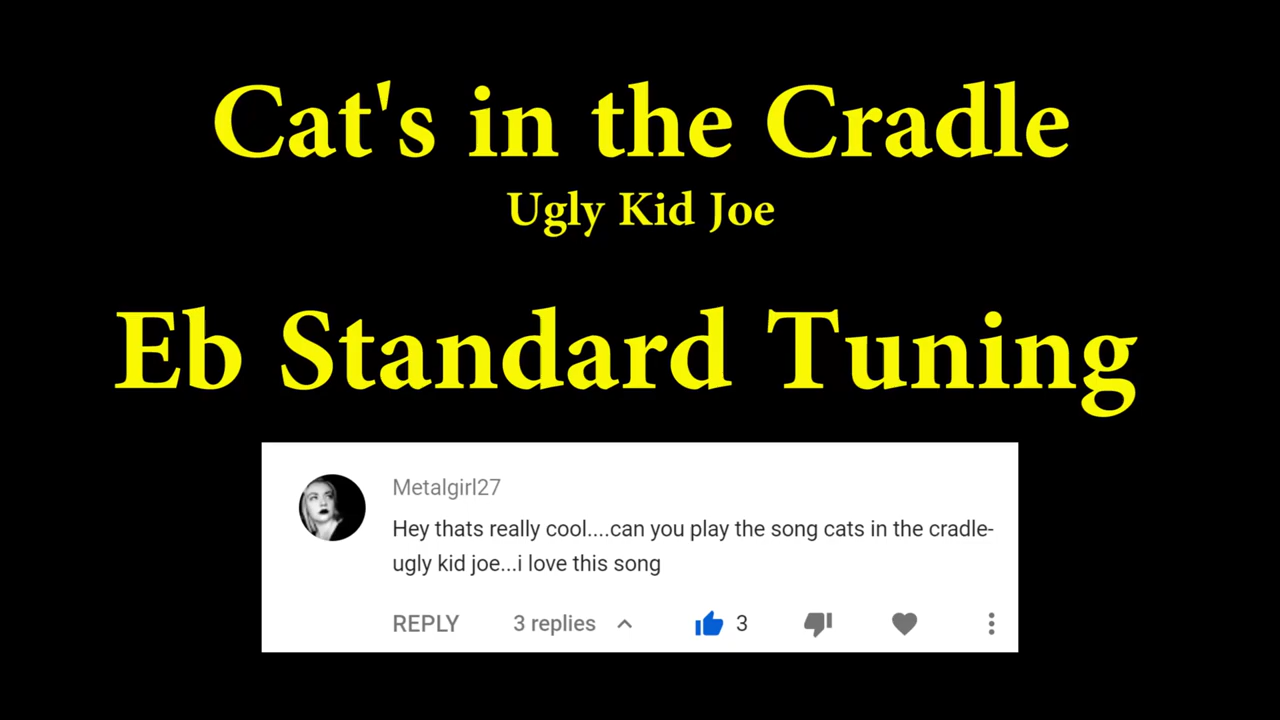 Cat's in the Cradle
Ugly Kid Joe
Eb Standard Tuning
Metalgirl27
Hey thats really cool....can you play the song cats in the cradle-
ugly kid joe...i love this song
REPLY 3 replies 3